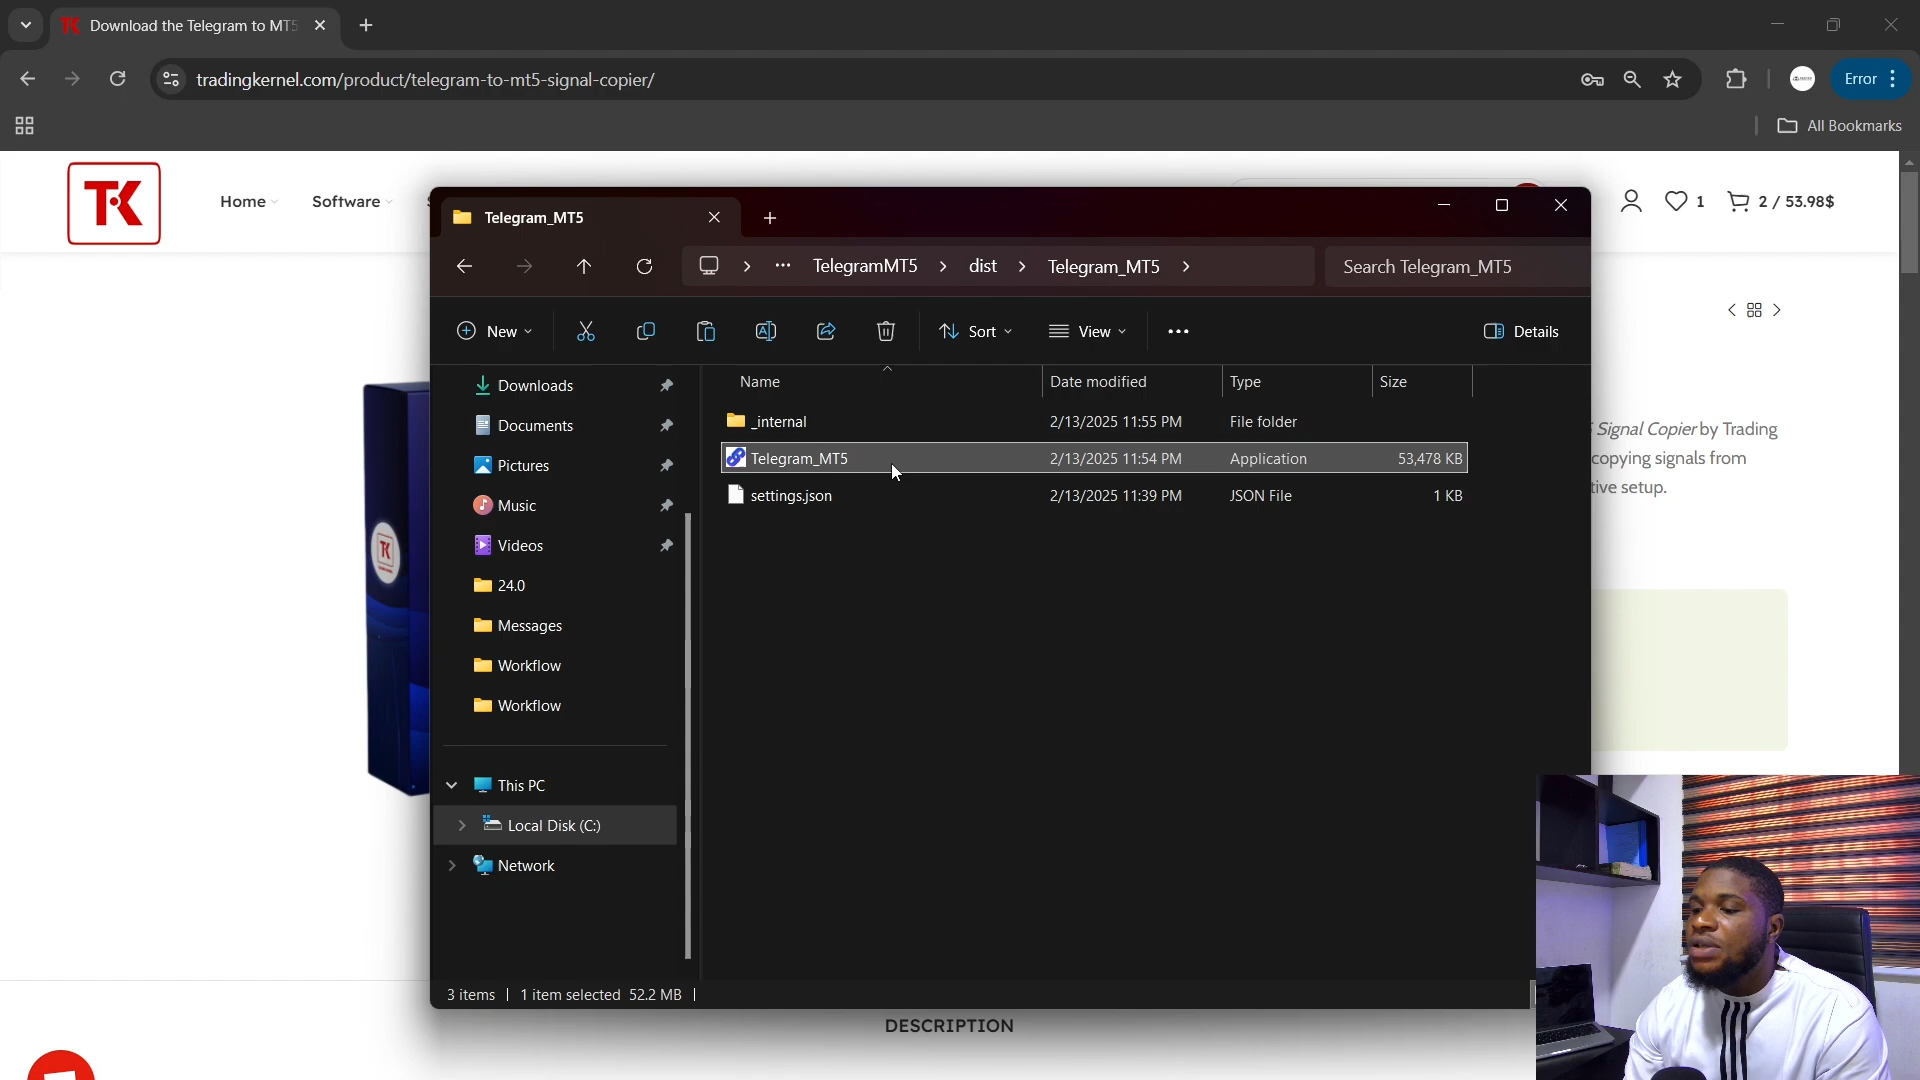 Download the Telegram to MT5
tradingkernel.com/product/telegram-to-mt5-signal-copier/
Error
All Bookmarks
TK
Home
Software
1
2 / 53.98$
Telegram_MT5
TelegramMT5
dist
Telegram_MT5
Search Telegram_MT5
New
Sort
View
Details
Name
Date modified
Type
Size
Downloads
Documents
Pictures
Music
Videos
24.0
Messages
Workflow
Workflow
This PC
Local Disk (C:)
Network
_internal 2/13/2025 11:55 PM File folder
Telegram_MT5 2/13/2025 11:54 PM Application 53,478 KB
settings.json 2/13/2025 11:39 PM JSON File 1 KB
Signal Copier by Trading
copying signals from
tive setup.
TK
3 items 1 item selected 52.2 MB
DESCRIPTION